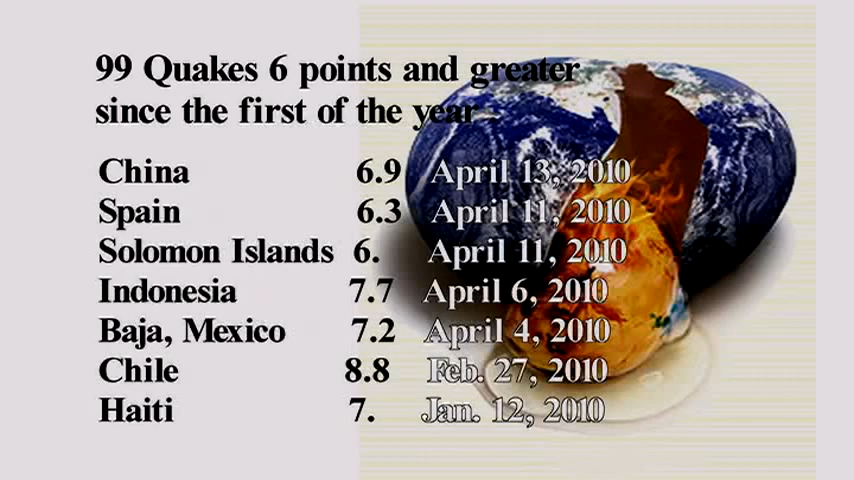 99 Quakes 6 points and greater
since the first of the year .
China 6.9 April 13, 2010
Spain 6.3 April 11, 2010
Solomon Islands 6. April 11, 2010
Indonesia 7.7 April 6, 2010
Baja, Mexico 7.2 April 4, 2010
Chile 8.8 Feb. 27, 2010
Haiti 7. Jan. 12, 2010